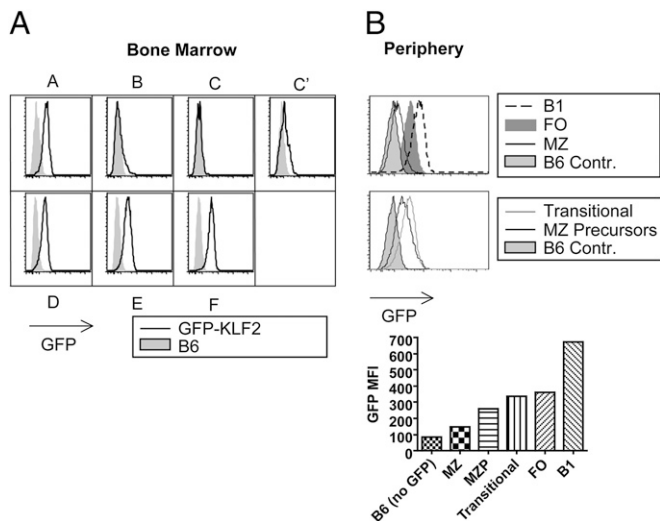 A
Bone Marrow
A B C C'
D E F
GFP
GFP-KLF2
B6
B
Periphery
B1
FO
MZ
B6 Contr.
Transitional
MZ Precursors
B6 Contr.
GFP
GFP MFI
700
600
500
400
300
200
100
0
B6 (no GFP)
MZ
MZP
Transitional
FO
B1